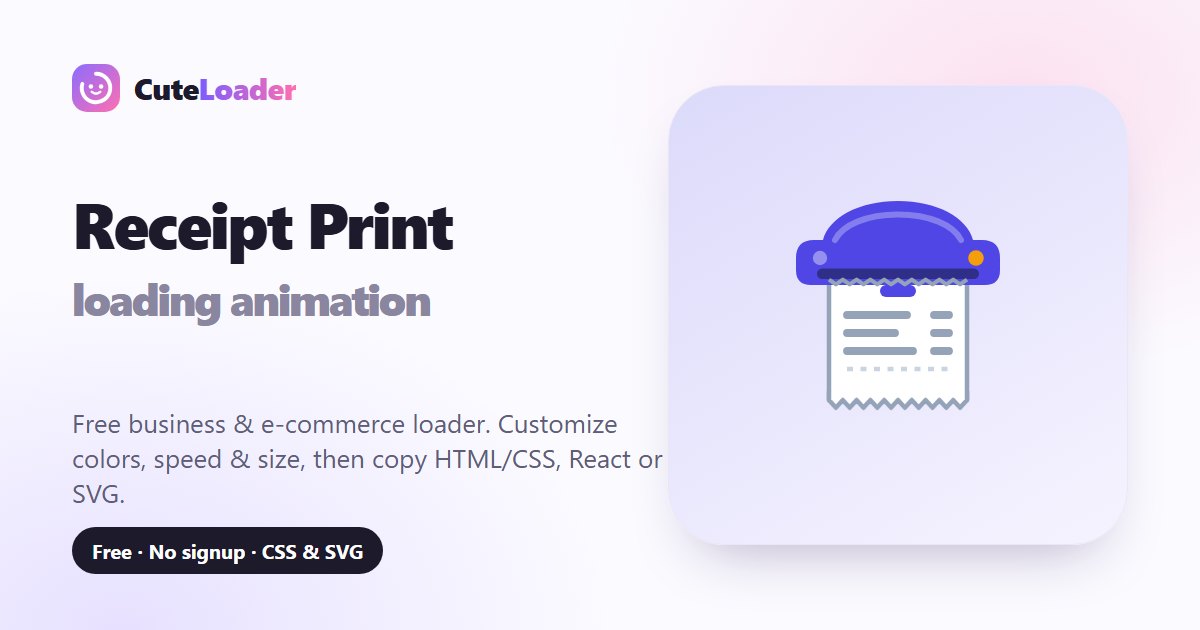 CuteLoader
Receipt Print
loading animation
Free business & e-commerce loader. Customize
colors, speed & size, then copy HTML/CSS, React or
SVG.
Free · No signup · CSS & SVG